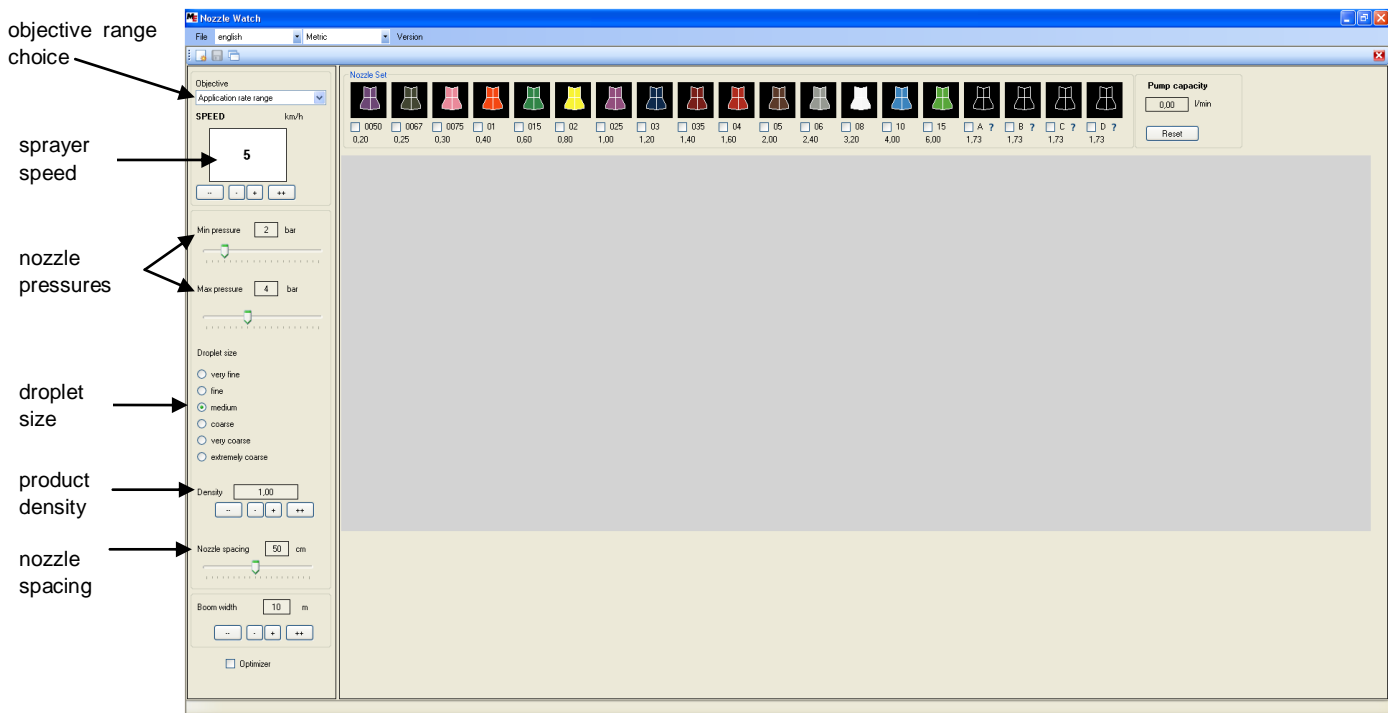 objective range
choice
sprayer
speed
nozzle
pressures
droplet
size
product
density
nozzle
spacing
Nozzle Watch
File english Metric Version
Objective
Application rate range
SPEED km/h
5
-- - + ++
Min pressure 2 bar
Max pressure 4 bar
Droplet size
very fine
fine
medium
coarse
very coarse
extremely coarse
Density 1,00
-- - + ++
Nozzle spacing 50 cm
Boom width 10 m
-- - + ++
Optimizer
Nozzle Set
0050 0067 0075 01 015 02 025 03 035 04 05 06 08 10 15 A ? B ? C ? D ?
0,20 0,25 0,30 0,40 0,60 0,80 1,00 1,20 1,40 1,60 2,00 2,40 3,20 4,00 6,00 1,73 1,73 1,73 1,73
Pump capacity
0,00 l/min
Reset